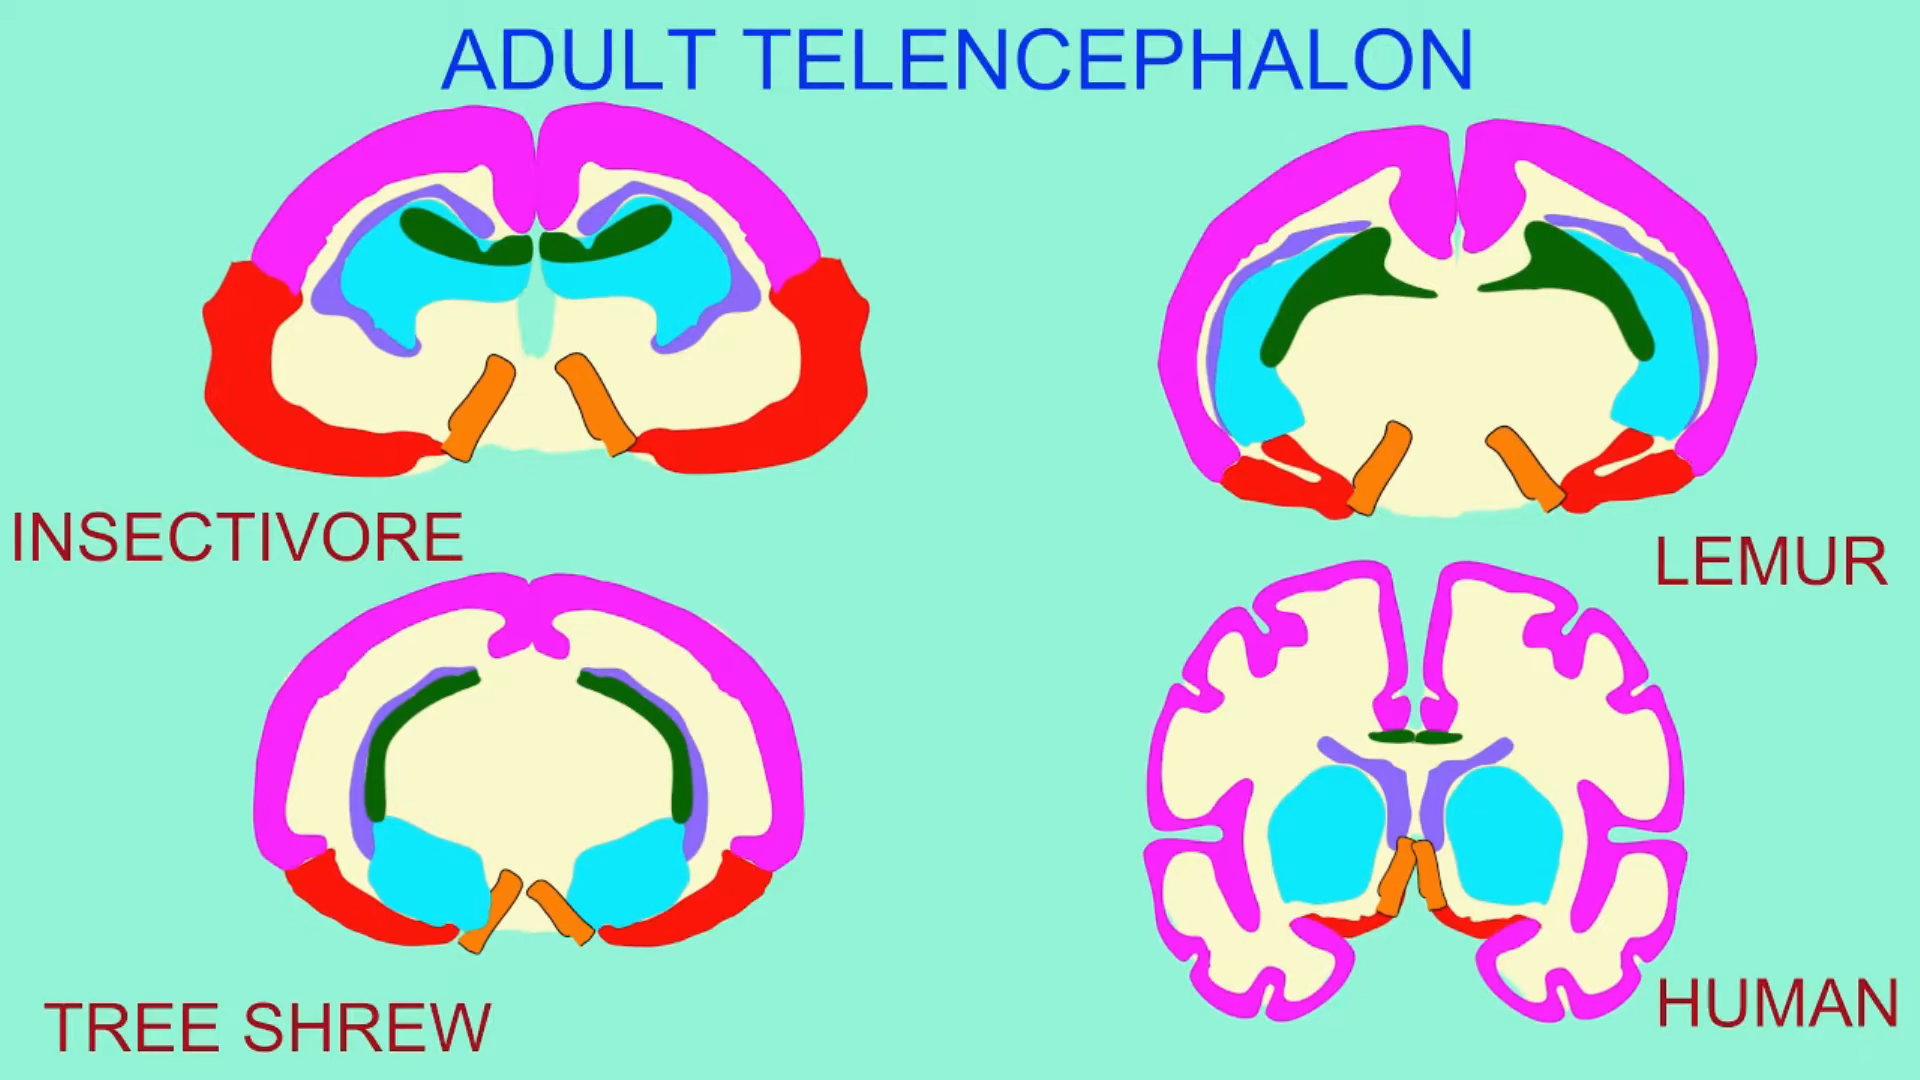 ADULT TELENCEPHALON
INSECTIVORE
LEMUR
TREE SHREW
HUMAN